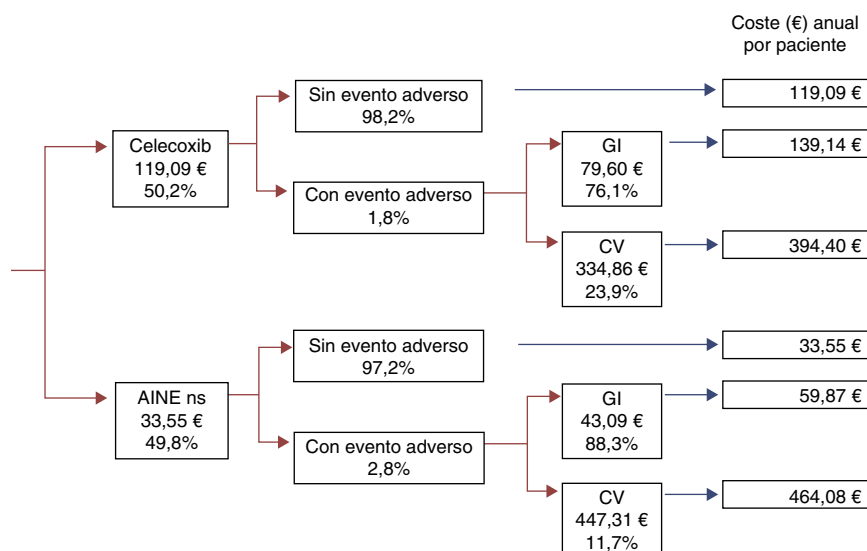 Coste (€) anual
por paciente
Sin evento adverso
98,2%
119,09 €
Celecoxib
119,09 €
50,2%
GI
79,60 €
76,1%
139,14 €
Con evento adverso
1,8%
CV
334,86 €
23,9%
394,40 €
Sin evento adverso
97,2%
33,55 €
AINE ns
33,55 €
49,8%
GI
43,09 €
88,3%
59,87 €
Con evento adverso
2,8%
CV
447,31 €
11,7%
464,08 €